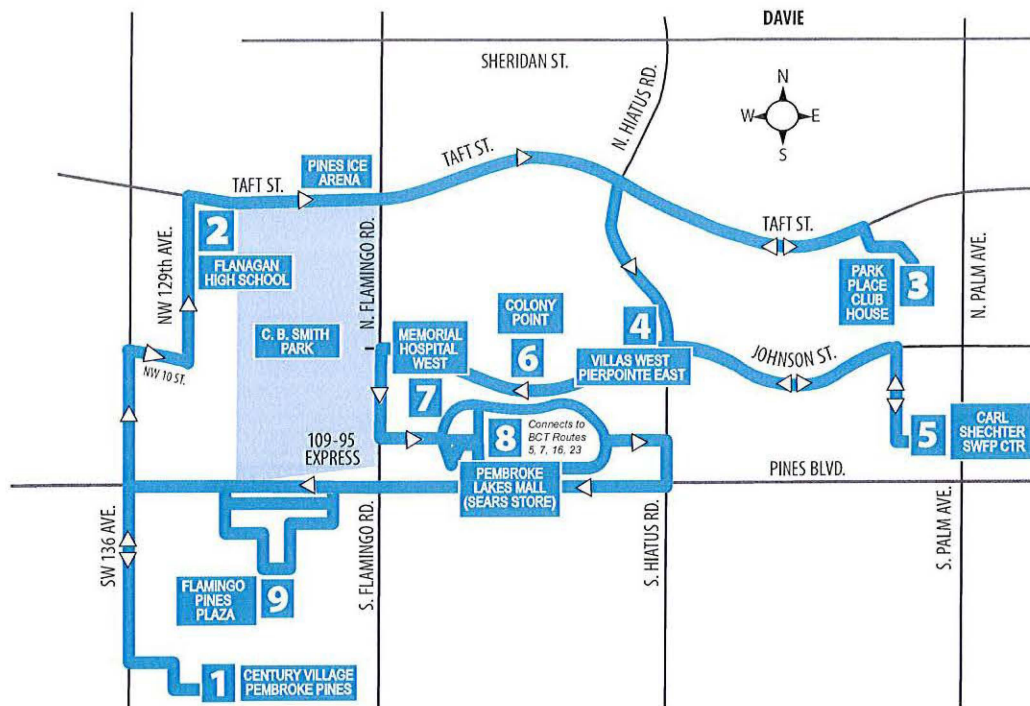 DAVIE
SHERIDAN ST.
N. HIATUS RD.
N
W
E
S
TAFT ST.
PINES ICE
ARENA
TAFT ST.
TAFT ST.
2
FLANAGAN
HIGH SCHOOL
NW 129th AVE.
N. FLAMINGO RD.
N. PALM AVE.
PARK
PLACE
CLUB
HOUSE
3
C. B. SMITH
PARK
COLONY
POINT
6
4
VILLAS WEST
PIERPOINTE EAST
MEMORIAL
HOSPITAL
WEST
7
NW 10 ST.
JOHNSON ST.
8
Connects to
BCT Routes
5, 7, 16, 23
5
CARL
SHECHTER
SWFP CTR
109-95
EXPRESS
PEMBROKE
LAKES MALL
(SEARS STORE)
PINES BLVD.
SW 136 AVE.
S. FLAMINGO RD.
S. HIATUS RD.
S. PALM AVE.
FLAMINGO
PINES
PLAZA
9
1
CENTURY VILLAGE
PEMBROKE PINES